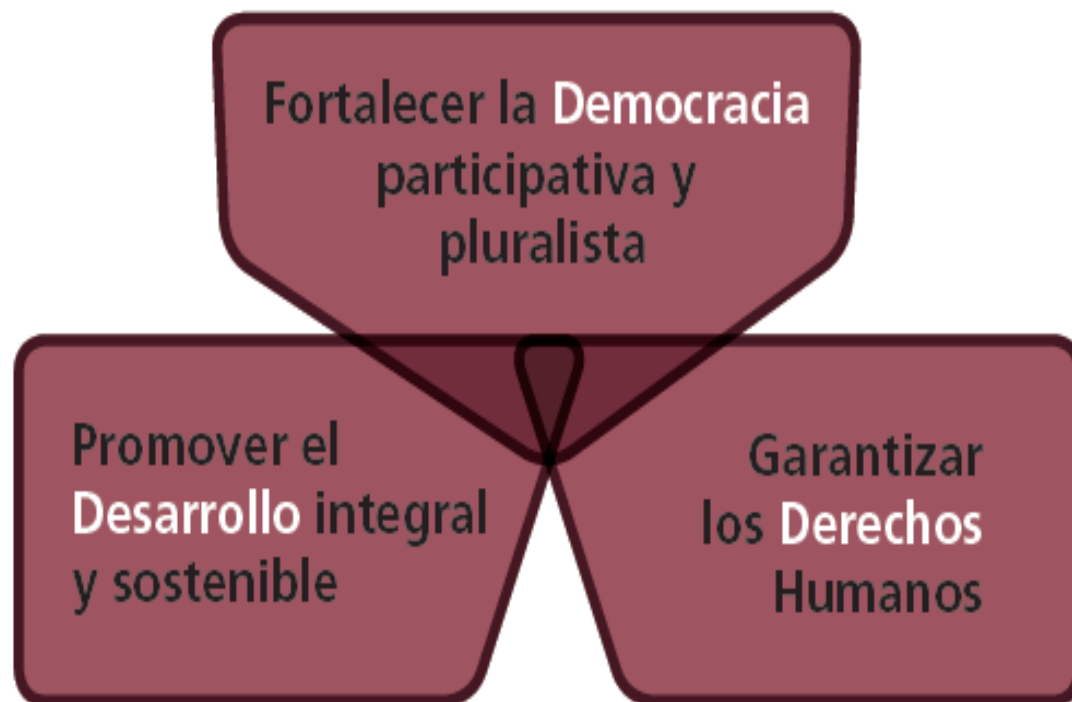 Fortalecer la Democracia
participativa y
pluralista
Promover el
Desarrollo integral
y sostenible
Garantizar
los Derechos
Humanos